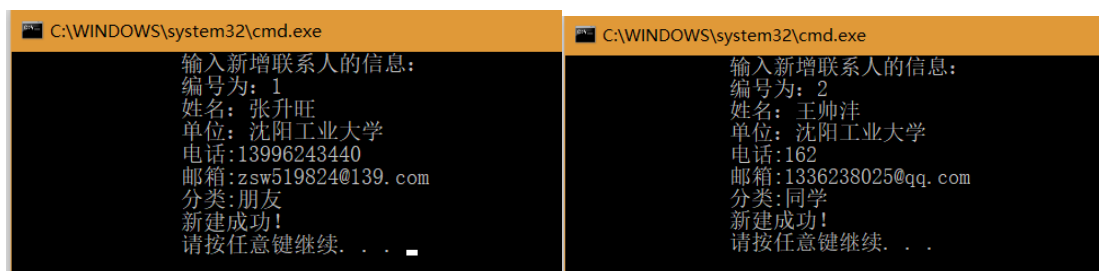 C:\WINDOWS\system32\cmd.exe
输入新增联系人的信息：
编号为：1
姓名：张升旺
单位：沈阳工业大学
电话:13996243440
邮箱:zsw519824@139.com
分类:朋友
新建成功！
请按任意键继续. . .
C:\WINDOWS\system32\cmd.exe
输入新增联系人的信息：
编号为：2
姓名：王帅沣
单位：沈阳工业大学
电话:162
邮箱:1336238025@qq.com
分类:同学
新建成功！
请按任意键继续. . .